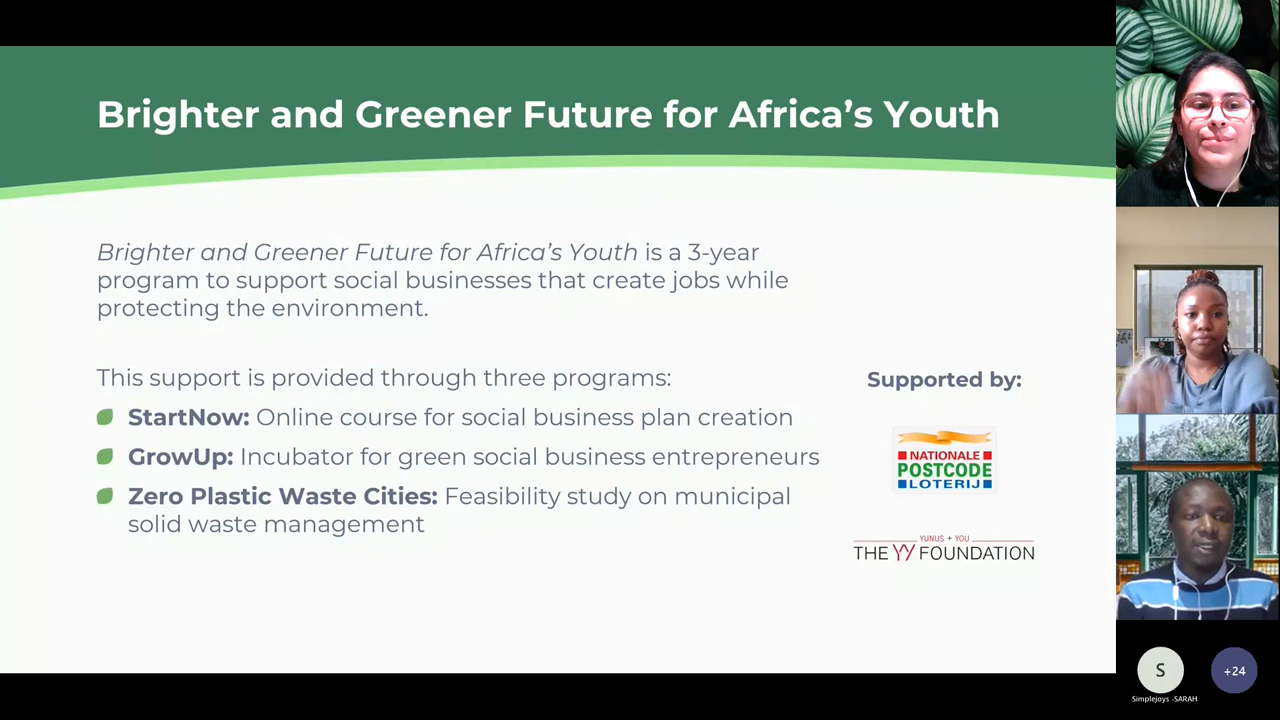 Brighter and Greener Future for Africa’s Youth
Brighter and Greener Future for Africa’s Youth is a 3-year
program to support social businesses that create jobs while
protecting the environment.
This support is provided through three programs:
StartNow: Online course for social business plan creation
GrowUp: Incubator for green social business entrepreneurs
Zero Plastic Waste Cities: Feasibility study on municipal
solid waste management
Supported by:
NATIONALE
POSTCODE
LOTERIJ
YUNUS + YOU
THE YY FOUNDATION
S
+24
Simplejoys -SARAH